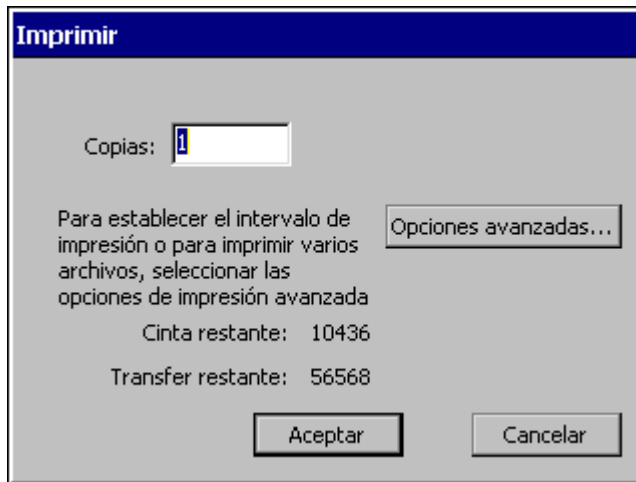 Imprimir
Copias: 1
Para establecer el intervalo de
impresión o para imprimir varios
archivos, seleccionar las
opciones de impresión avanzada
Opciones avanzadas...
Cinta restante: 10436
Transfer restante: 56568
Aceptar
Cancelar